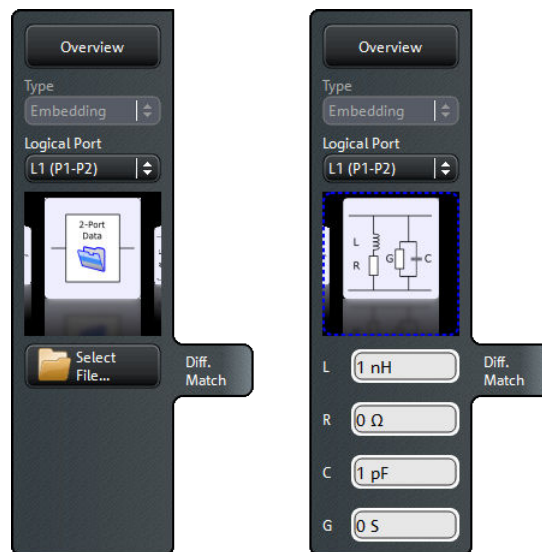 Overview
Type
Embedding
Logical Port
L1 (P1-P2)
2-Port
Data
Select
File...
Diff.
Match
Overview
Type
Embedding
Logical Port
L1 (P1-P2)
L
R
G
C
L 1 nH
Diff.
Match
R 0 Ω
C 1 pF
G 0 S